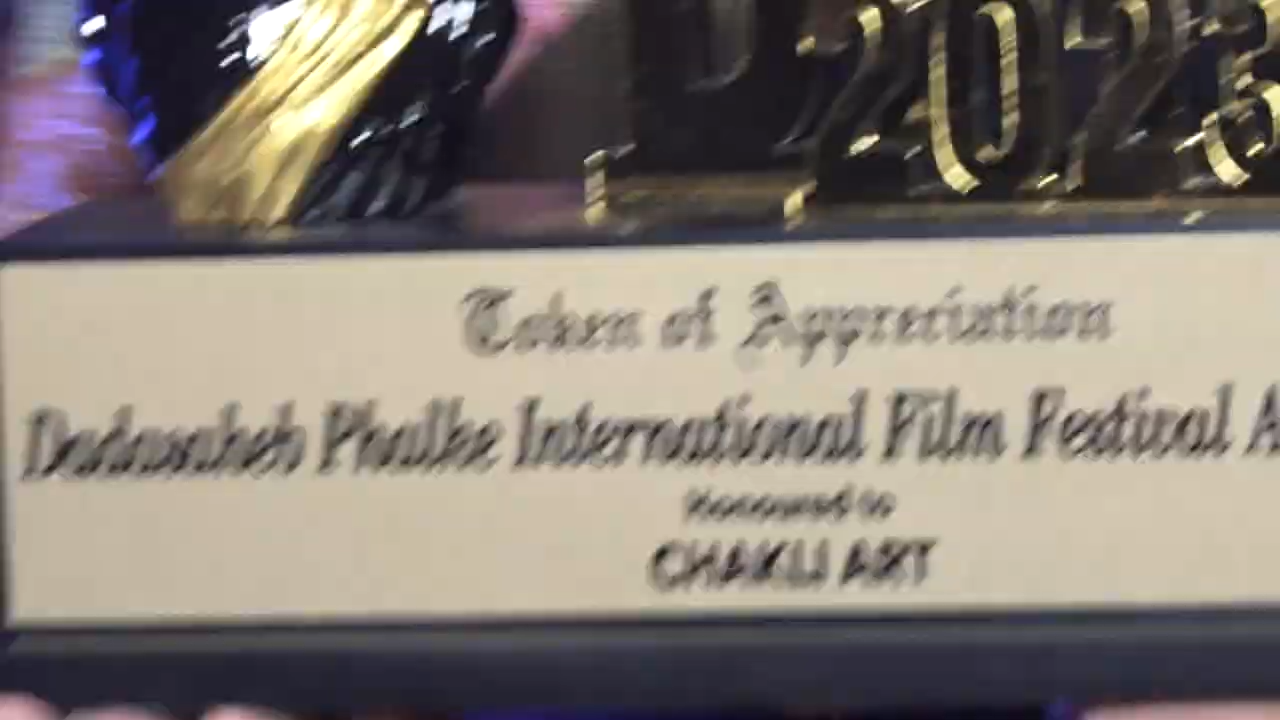 2023
Token of Appreciation
Dadasaheb Phalke International Film Festival A
Honoured to
CHAKLI ART